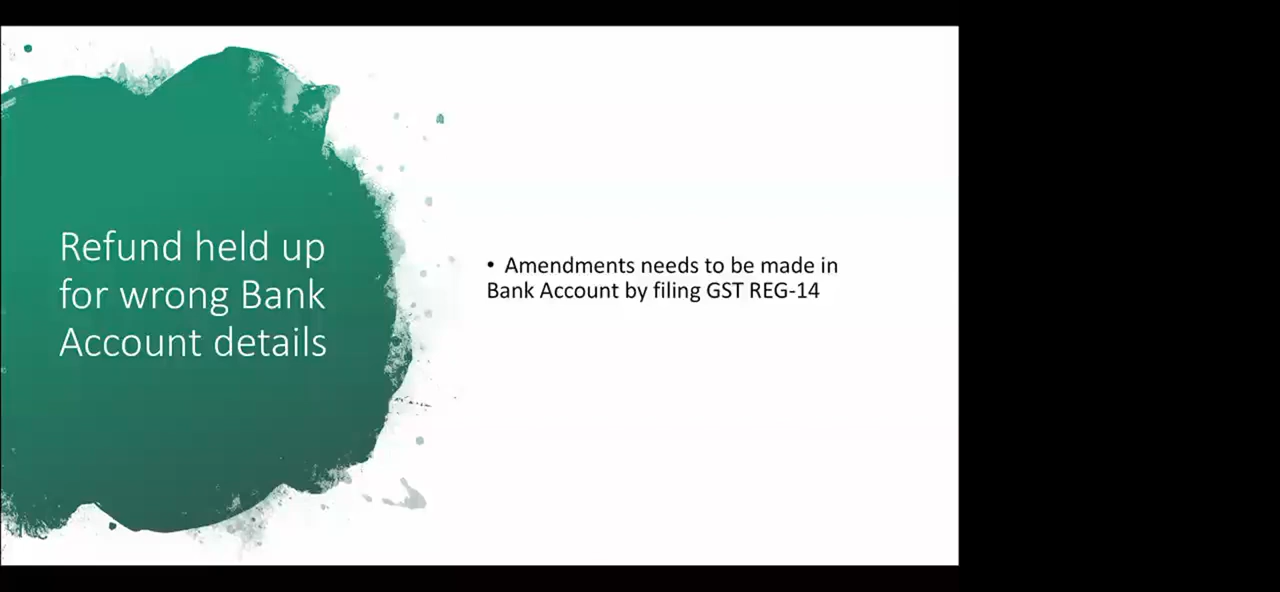 Refund held up
for wrong Bank
Account details
• Amendments needs to be made in
Bank Account by filing GST REG-14